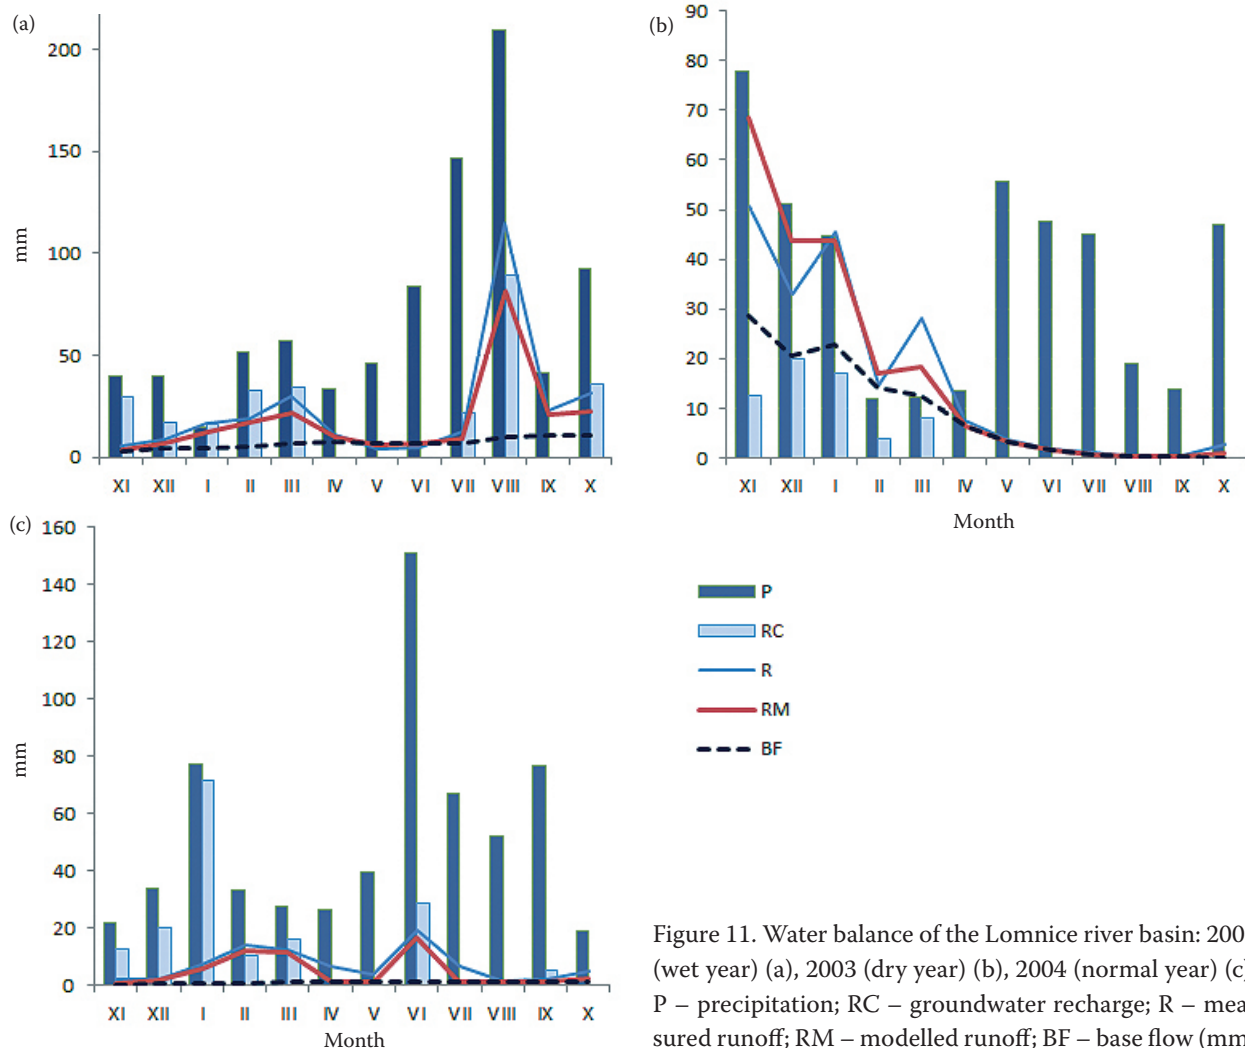 (a)
200
150
100
50
0
mm
XI XII I II III IV V VI VII VIII IX X
(b)
90
80
70
60
50
40
30
20
10
0
XI XII I II III IV V VI VII VIII IX X
Month
(c)
160
140
120
100
80
60
40
20
0
mm
XI XII I II III IV V VI VII VIII IX X
Month
P
RC
R
RM
BF
Figure 11. Water balance of the Lomnice river basin: 200
(wet year) (a), 2003 (dry year) (b), 2004 (normal year) (c)
P – precipitation; RC – groundwater recharge; R – mea
sured runoff; RM – modelled runoff; BF – base flow (mm